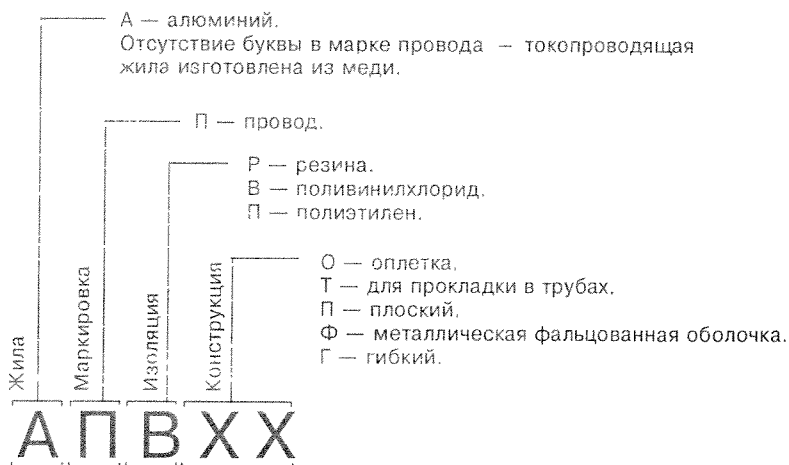 А — алюминий.
Отсутствие буквы в марке провода — токопроводящая
жила изготовлена из меди.
П — провод.
Р — резина.
В — поливинилхлорид.
П — полиэтилен.
О — оплетка,
Т — для прокладки в трубах,
П — плоский,
Ф — металлическая фальцованная оболочка.
Г — гибкий.
Жила
Маркировка
Изоляция
Конструкция
АПВХХ